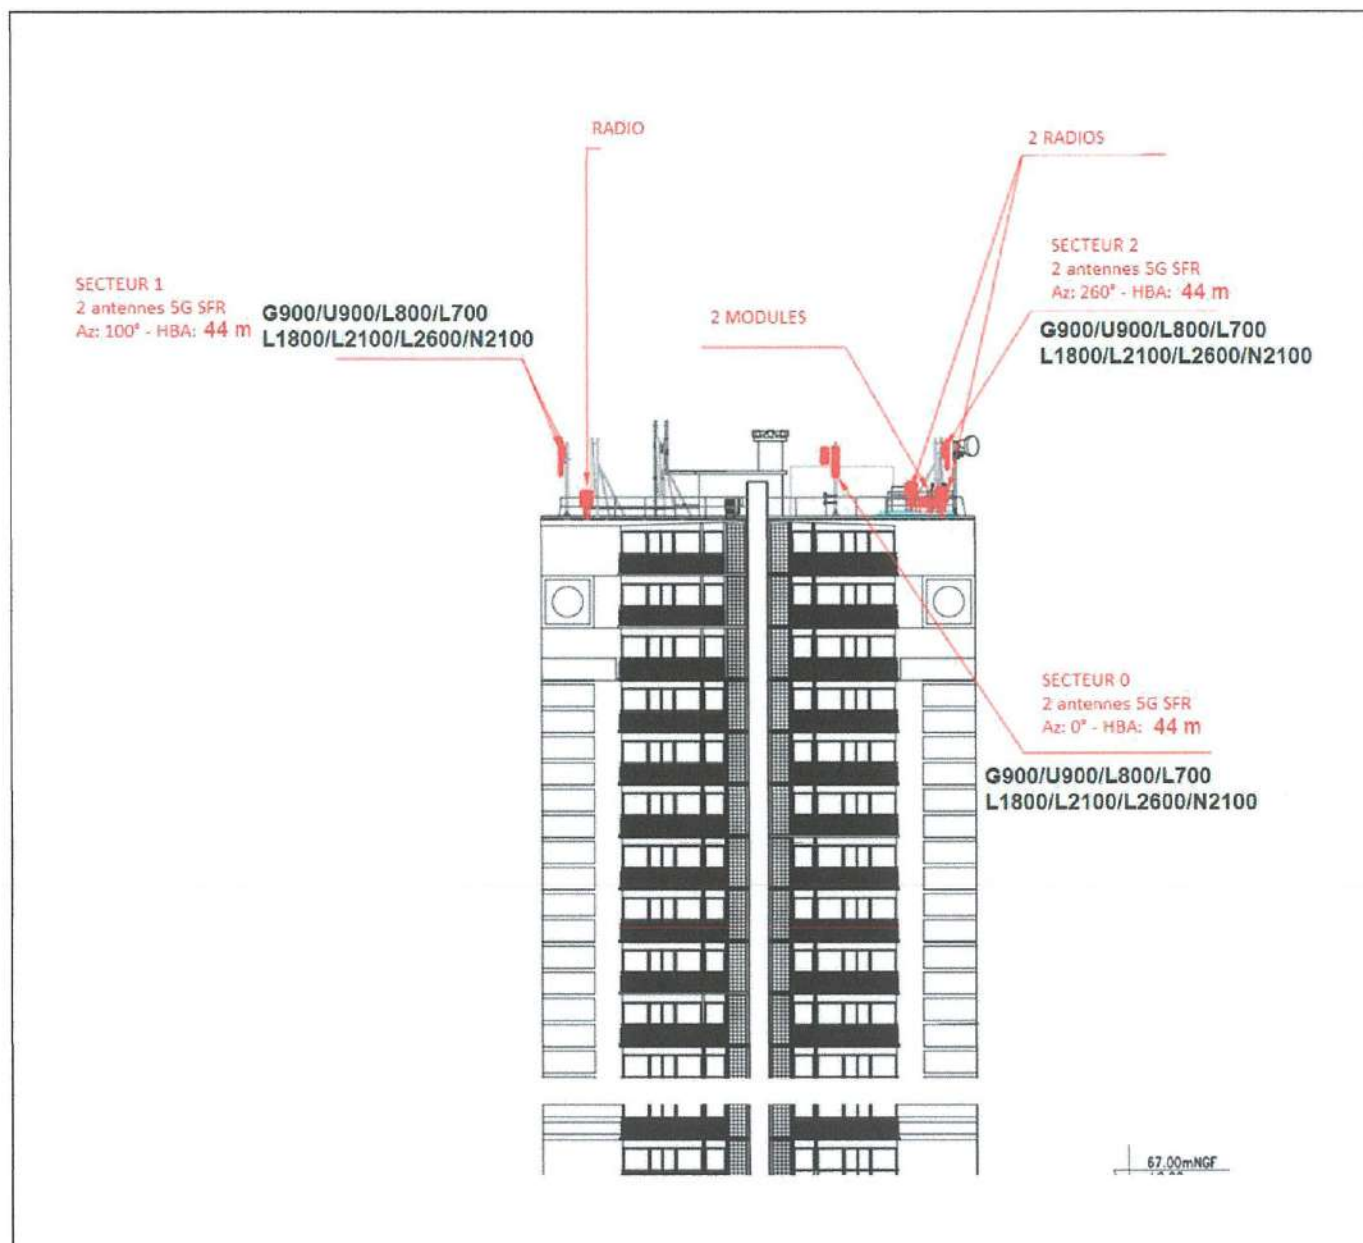 RADIO
2 RADIOS
SECTEUR 1
2 antennes 5G SFR
Az: 100° - HBA: 44 m
G900/U900/L800/L700
L1800/L2100/L2600/N2100
2 MODULES
SECTEUR 2
2 antennes 5G SFR
Az: 260° - HBA: 44 m
G900/U900/L800/L700
L1800/L2100/L2600/N2100
SECTEUR 0
2 antennes 5G SFR
Az: 0° - HBA: 44 m
G900/U900/L800/L700
L1800/L2100/L2600/N2100
67.00mNGF